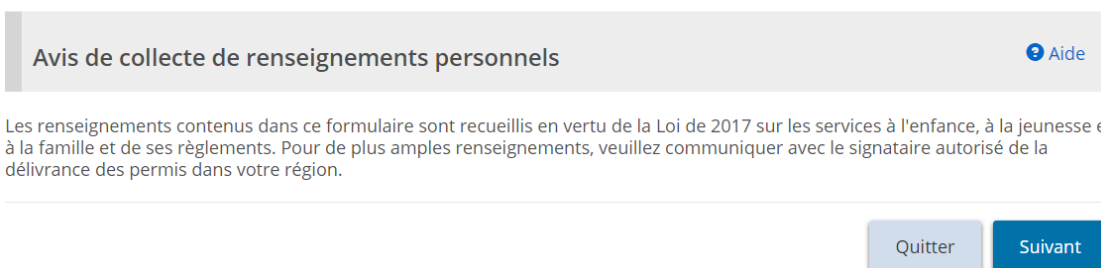 Avis de collecte de renseignements personnels
Aide
Les renseignements contenus dans ce formulaire sont recueillis en vertu de la Loi de 2017 sur les services à l'enfance, à la jeunesse e
à la famille et de ses règlements. Pour de plus amples renseignements, veuillez communiquer avec le signataire autorisé de la
délivrance des permis dans votre région.
Quitter
Suivant